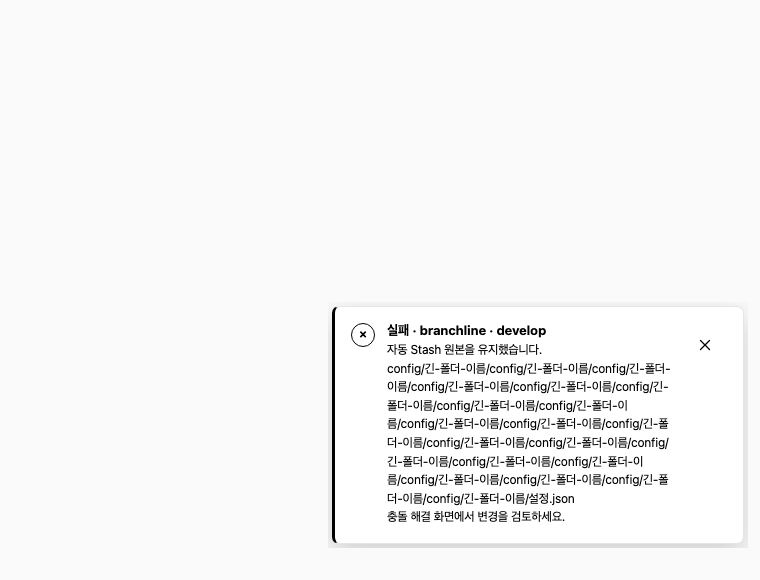 실패 · branchline · develop
자동 Stash 원본을 유지했습니다.
config/긴-폴더-이름/config/긴-폴더-이름/config/긴-폴더-
이름/config/긴-폴더-이름/config/긴-폴더-이름/config/긴-
폴더-이름/config/긴-폴더-이름/config/긴-폴더-이
름/config/긴-폴더-이름/config/긴-폴더-이름/config/긴-폴
더-이름/config/긴-폴더-이름/config/긴-폴더-이름/config/
긴-폴더-이름/config/긴-폴더-이름/config/긴-폴더-이
름/config/긴-폴더-이름/config/긴-폴더-이름/config/긴-폴
더-이름/config/긴-폴더-이름/설정.json
충돌 해결 화면에서 변경을 검토하세요.